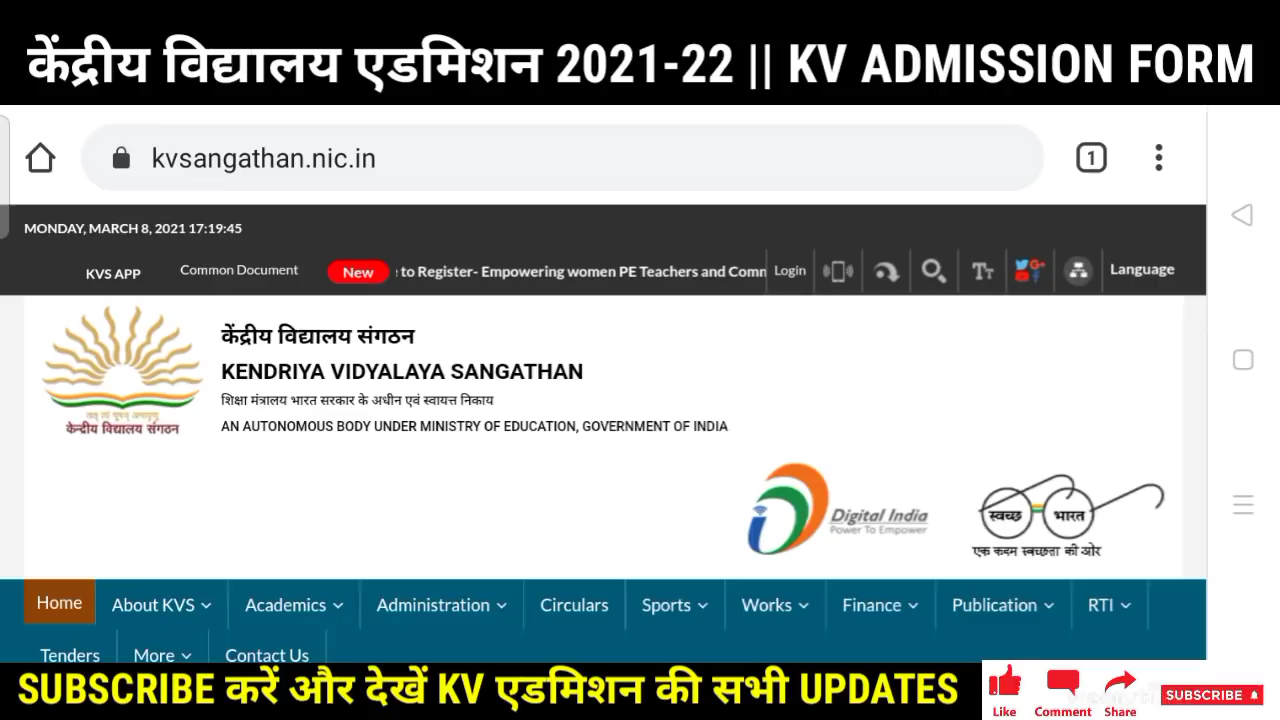 केंद्रीय विद्यालय एडमिशन 2021-22 || KV ADMISSION FORM
kvsangathan.nic.in
1
MONDAY, MARCH 8, 2021 17:19:45
KVS APP Common Document New to Register- Empowering women PE Teachers and Comm Login Language
केंद्रीय विद्यालय संगठन
KENDRIYA VIDYALAYA SANGATHAN
शिक्षा मंत्रालय भारत सरकार के अधीन एवं स्वायत्त निकाय
AN AUTONOMOUS BODY UNDER MINISTRY OF EDUCATION, GOVERNMENT OF INDIA
केन्द्रीय विद्यालय संगठन
Digital India
Power To Empower
स्वच्छ भारत
एक कदम स्वच्छता की ओर
Home About KVS Academics Administration Circulars Sports Works Finance Publication RTI
Tenders More Contact Us
SUBSCRIBE करें और देखें KV एडमिशन की सभी UPDATES
Like Comment Share SUBSCRIBE